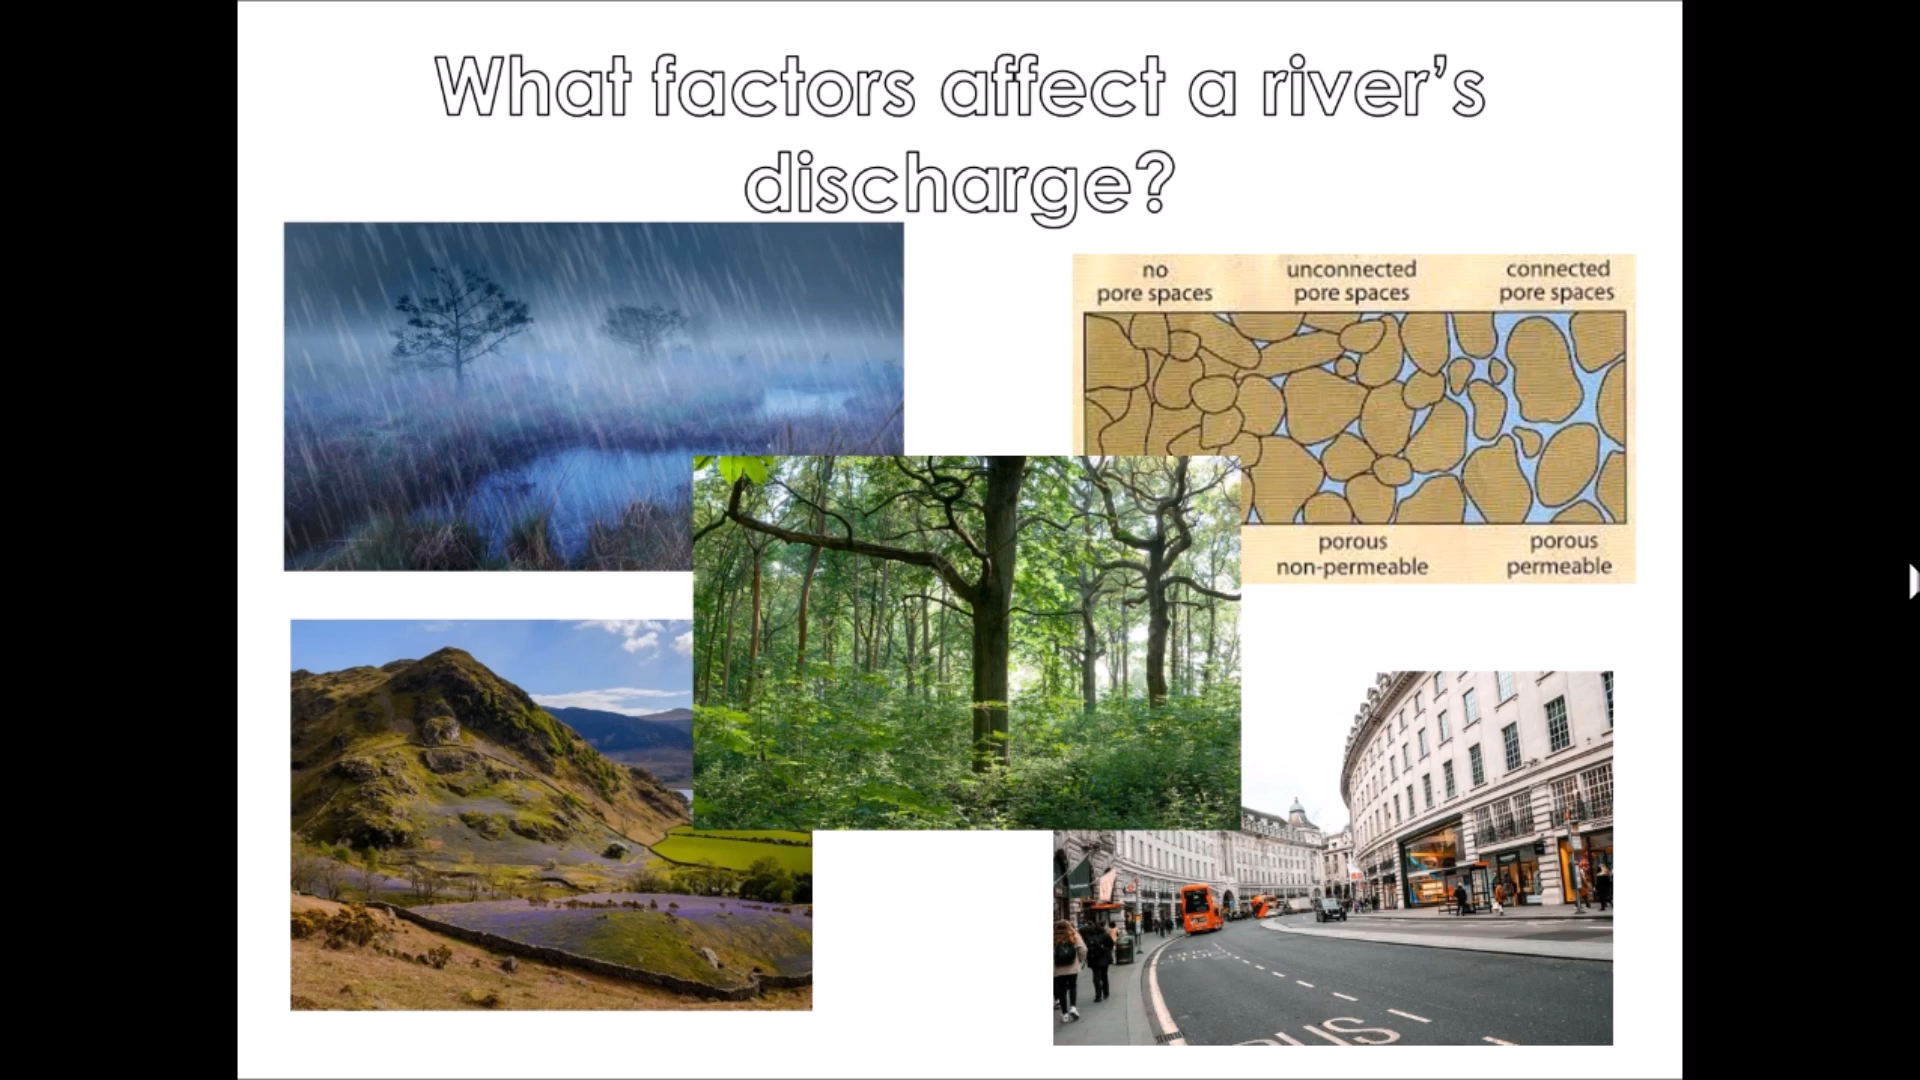 What factors affect a river’s
discharge?
no
pore spaces
unconnected
pore spaces
connected
pore spaces
porous
non-permeable
porous
permeable
BUS